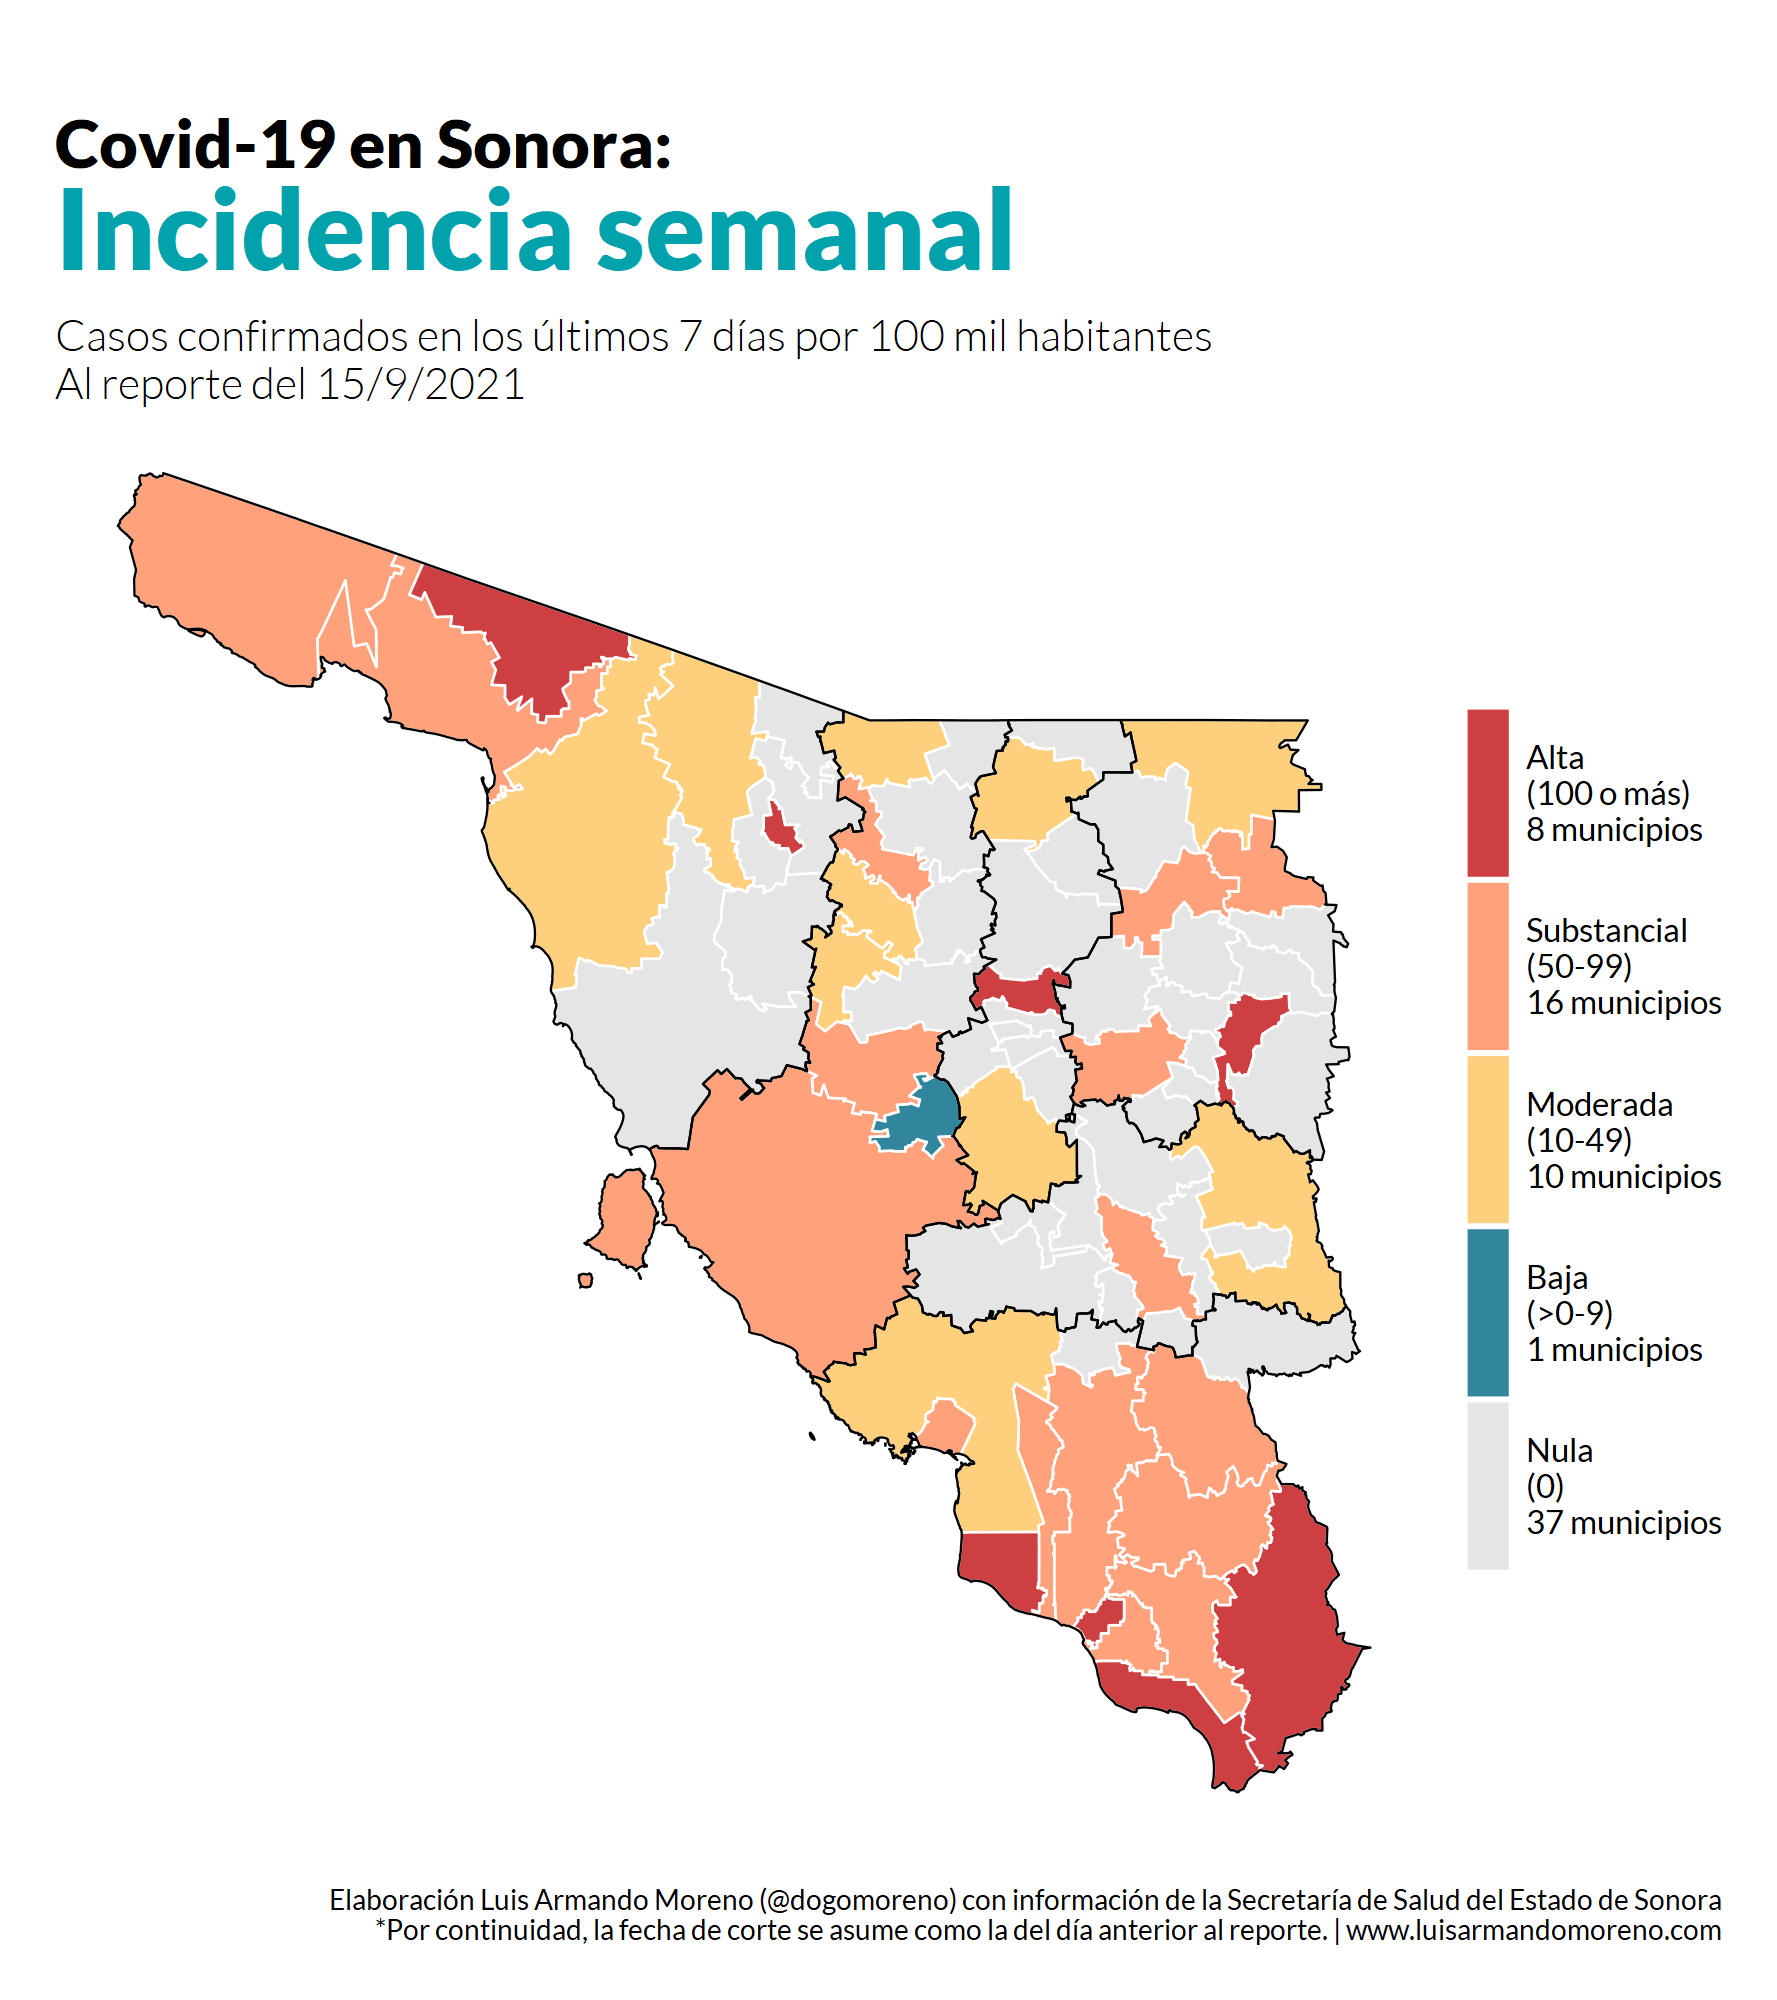 Covid-19 en Sonora:
Incidencia semanal
Casos confirmados en los últimos 7 días por 100 mil habitantes
Al reporte del 15/9/2021
Alta
(100 o más)
8 municipios
Substancial
(50-99)
16 municipios
Moderada
(10-49)
10 municipios
Baja
(>0-9)
1 municipios
Nula
(0)
37 municipios
Elaboración Luis Armando Moreno (@dogomoreno) con información de la Secretaría de Salud del Estado de Sonora
*Por continuidad, la fecha de corte se asume como la del día anterior al reporte. | www.luisarmandomoreno.com